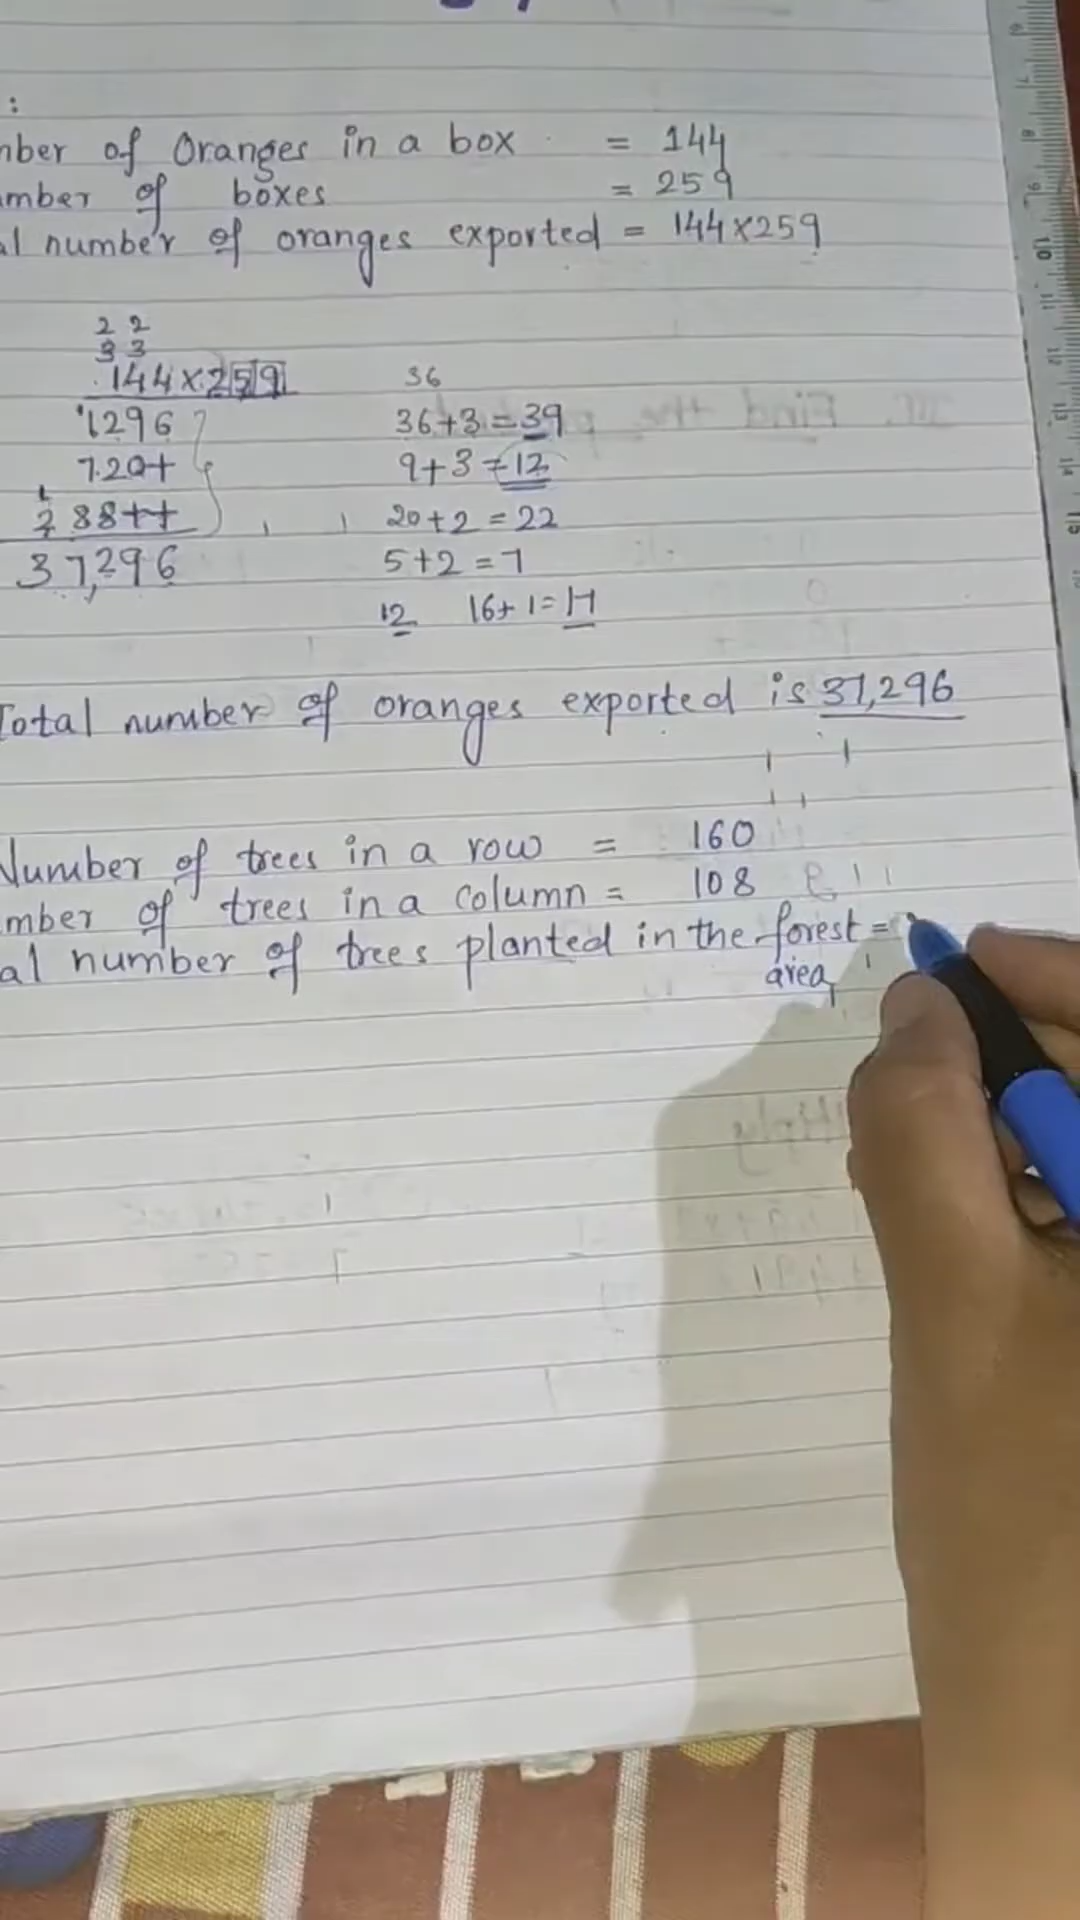 :
mber of Oranges in a box = 144
mber of boxes = 259
al number of oranges exported = 144×259
2 2
3 3
144×259
1296
720+
1
288++
37,296
36
36+3=39
9+3=12
20+2=22
5+2=7
12 16+1=17
Total number of oranges exported is 37,296
Number of trees in a row = 160
mber of trees in a column = 108
al number of trees planted in the forest =
area